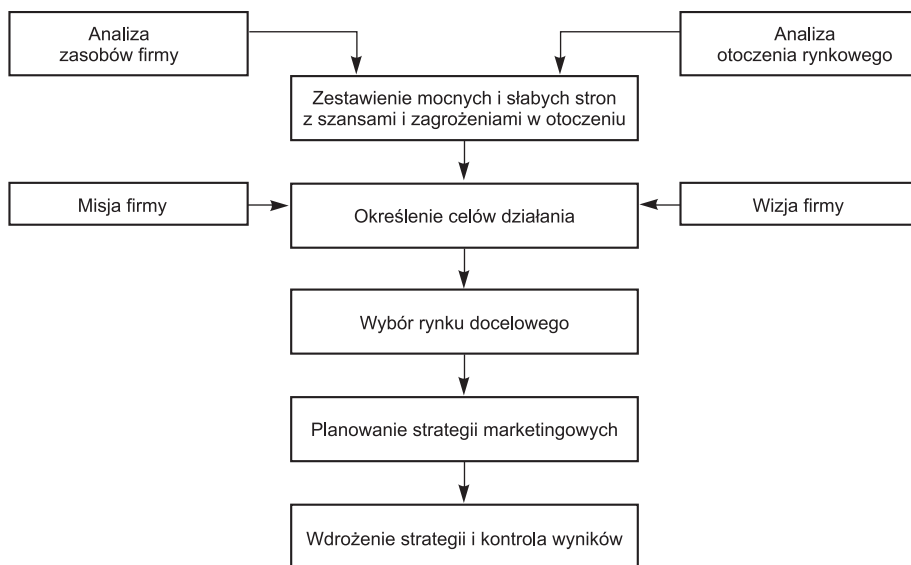 Analiza
zasobów firmy
Analiza
otoczenia rynkowego
Zestawienie mocnych i słabych stron
z szansami i zagrożeniami w otoczeniu
Misja firmy
Określenie celów działania
Wizja firmy
Wybór rynku docelowego
Planowanie strategii marketingowych
Wdrożenie strategii i kontrola wyników